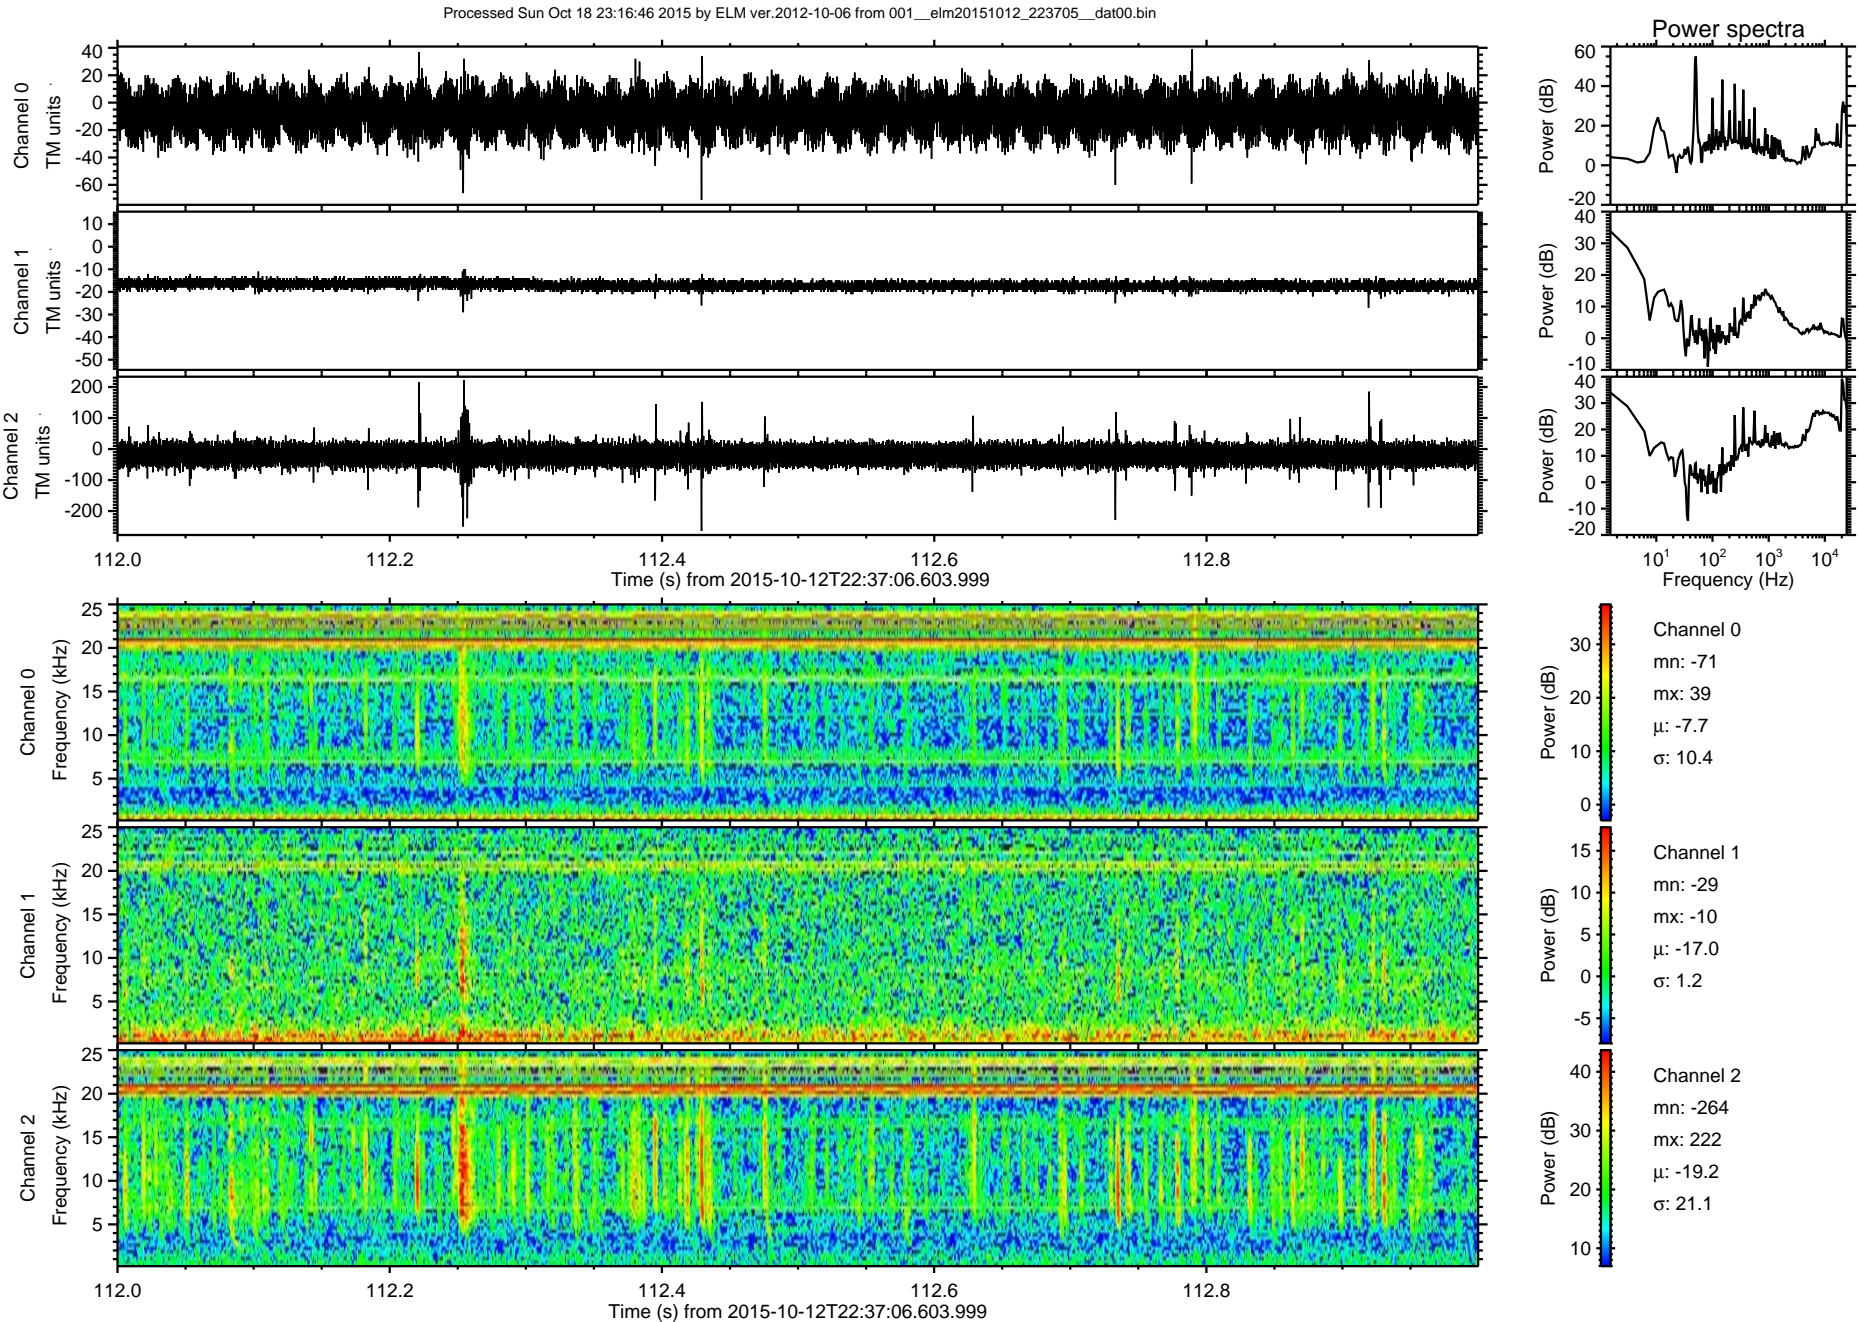 Processed Sun Oct 18 23:16:46 2015 by ELM ver.2012-10-06 from 001__elm20151012_223705__dat00.bin
Power spectra
Channel 0
TM units
40
20
0
-20
-40
-60
Power (dB)
60
40
20
0
-20
Channel 1
TM units
10
0
-10
-20
-30
-40
-50
Power (dB)
40
30
20
10
0
-10
Channel 2
TM units
200
100
0
-100
-200
Power (dB)
40
30
20
10
0
-10
-20
112.0 112.2 112.4 112.6 112.8
Time (s) from 2015-10-12T22:37:06.603.999
10^1 10^2 10^3 10^4
Frequency (Hz)
Channel 0
Frequency (kHz)
25
20
15
10
5
Power (dB)
30
20
10
0
Channel 0
mn: -71
mx: 39
μ: -7.7
σ: 10.4
Channel 1
Frequency (kHz)
25
20
15
10
5
Power (dB)
15
10
5
0
-5
Channel 1
mn: -29
mx: -10
μ: -17.0
σ: 1.2
Channel 2
Frequency (kHz)
25
20
15
10
5
Power (dB)
40
30
20
10
Channel 2
mn: -264
mx: 222
μ: -19.2
σ: 21.1
112.0 112.2 112.4 112.6 112.8
Time (s) from 2015-10-12T22:37:06.603.999